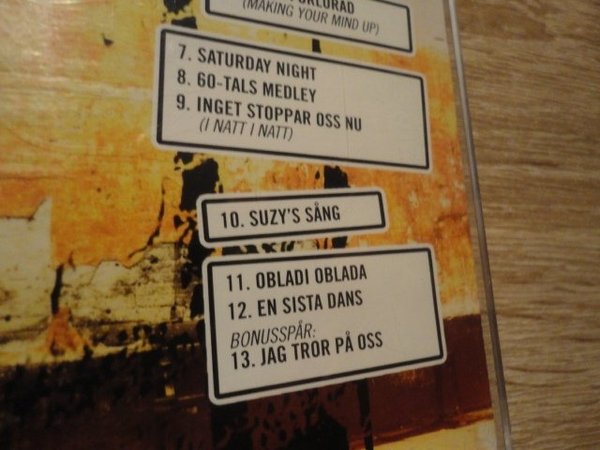 (MAKING YOUR MIND UP)
7. SATURDAY NIGHT
8. 60-TALS MEDLEY
9. INGET STOPPAR OSS NU
(I NATT I NATT)
10. SUZY'S SÅNG
11. OBLADI OBLADA
12. EN SISTA DANS
BONUSSPÅR:
13. JAG TROR PÅ OSS